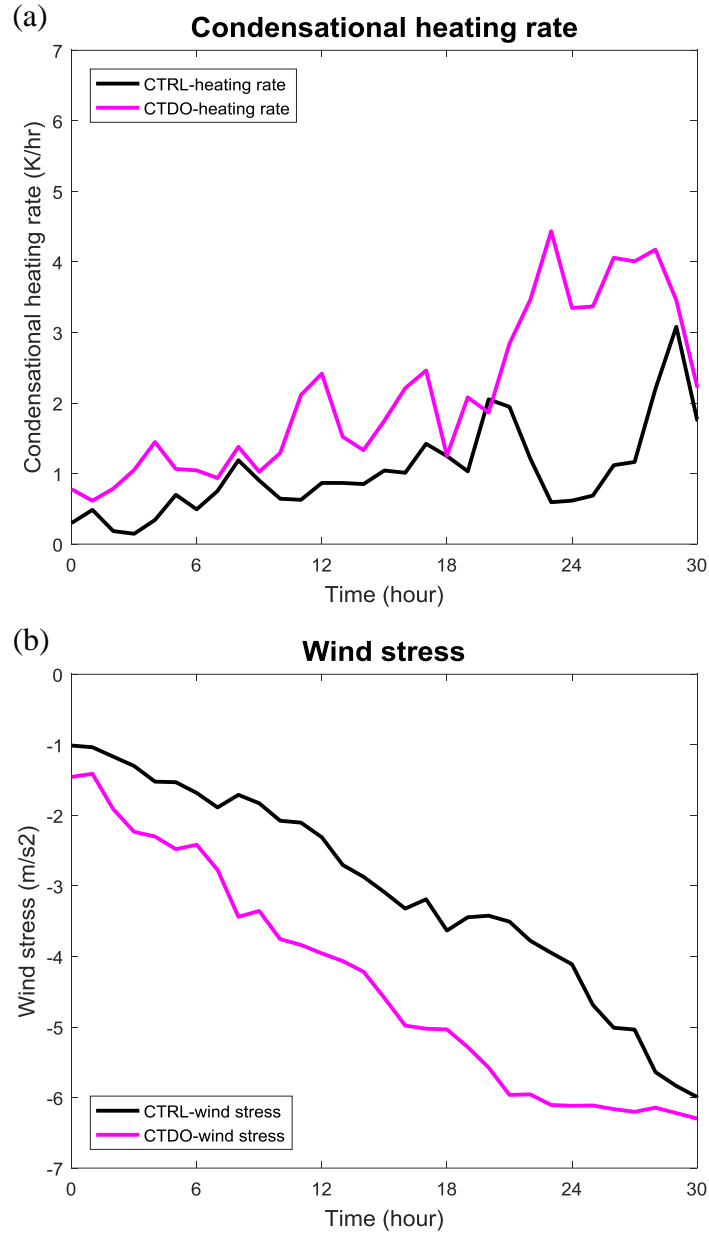 (a)
Condensational heating rate
7
6
5
4
3
2
1
0
Condensational heating rate (K/hr)
CTRL-heating rate
CTDO-heating rate
0 6 12 18 24 30
Time (hour)
(b)
Wind stress
0
-1
-2
-3
-4
-5
-6
-7
Wind stress (m/s2)
CTRL-wind stress
CTDO-wind stress
0 6 12 18 24 30
Time (hour)